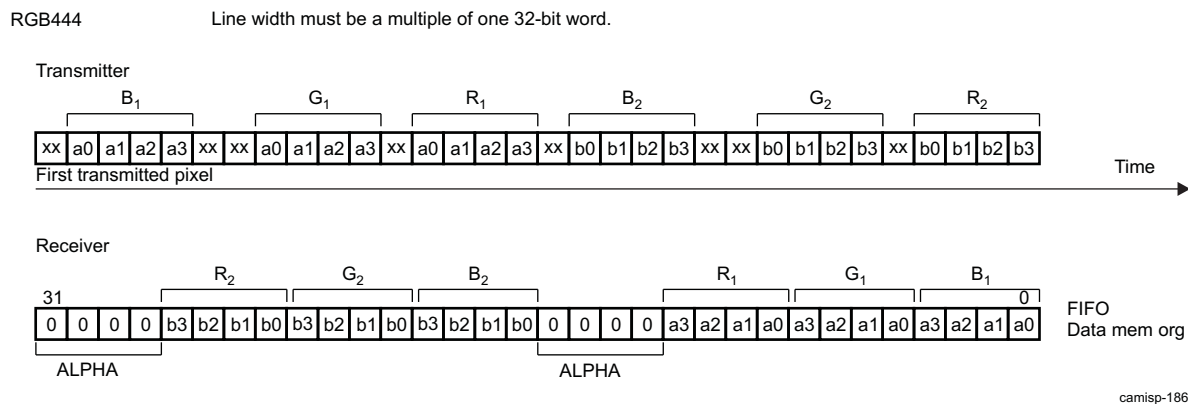 RGB444 Line width must be a multiple of one 32-bit word.
Transmitter
B1 G1 R1 B2 G2 R2
xx a0 a1 a2 a3 xx xx a0 a1 a2 a3 xx a0 a1 a2 a3 xx b0 b1 b2 b3 xx xx b0 b1 b2 b3 xx b0 b1 b2 b3
First transmitted pixel Time
Receiver
R2 G2 B2 R1 G1 B1
31 0
0 0 0 0 b3 b2 b1 b0 b3 b2 b1 b0 b3 b2 b1 b0 0 0 0 0 a3 a2 a1 a0 a3 a2 a1 a0 a3 a2 a1 a0 FIFO
Data mem org
ALPHA ALPHA
camisp-186